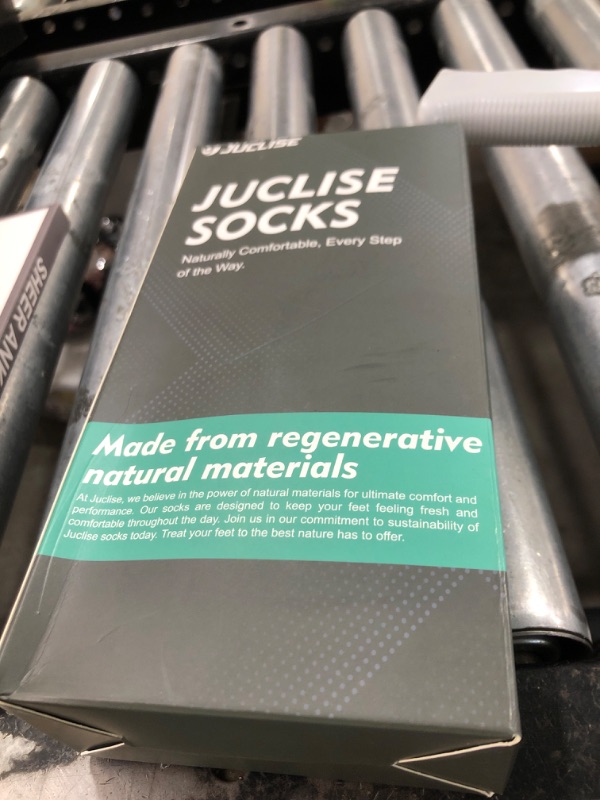 JUCLISE
JUCLISE
SOCKS
Naturally Comfortable, Every Step
of the Way.
Made from regenerative
natural materials
At Juclise, we believe in the power of natural materials for ultimate comfort and
performance. Our socks are designed to keep your feet feeling fresh and
comfortable throughout the day. Join us in our commitment to sustainability of
Juclise socks today. Treat your feet to the best nature has to offer.
SHEER